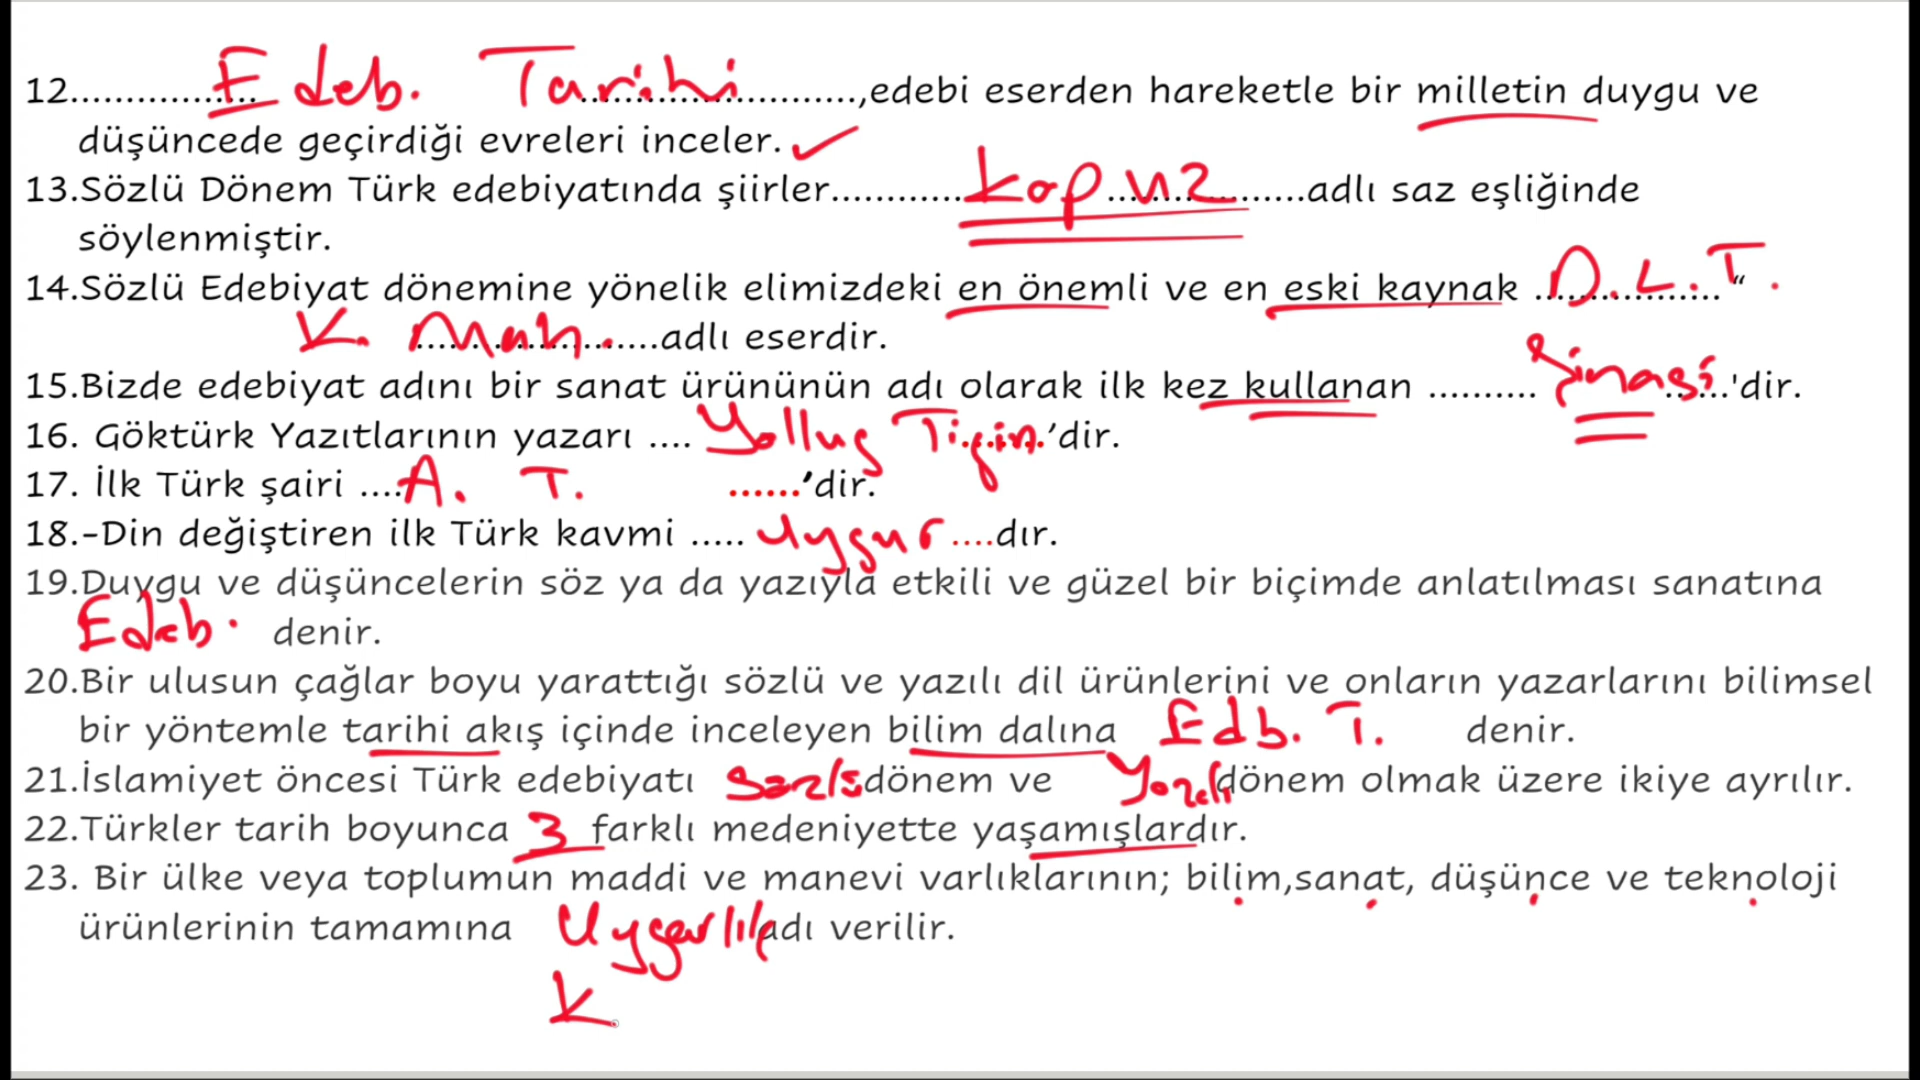 12.................Edeb. Tarihi.........................,edebi eserden hareketle bir milletin duygu ve
düşüncede geçirdiği evreleri inceler.
13.Sözlü Dönem Türk edebiyatında şiirler............kopuz.................adlı saz eşliğinde
söylenmiştir.
14.Sözlü Edebiyat dönemine yönelik elimizdeki en önemli ve en eski kaynak ..D.L.T.“
K. Mah. ......................adlı eserdir.
15.Bizde edebiyat adını bir sanat ürününün adı olarak ilk kez kullanan ..........Şinasi......'dir.
16. Göktürk Yazıtlarının yazarı ....Yollug Tigin.......’dir.
17. İlk Türk şairi ....A. T. ......’dir.
18.-Din değiştiren ilk Türk kavmi .....Uygur....dır.
19.Duygu ve düşüncelerin söz ya da yazıyla etkili ve güzel bir biçimde anlatılması sanatına
Edeb. denir.
20.Bir ulusun çağlar boyu yarattığı sözlü ve yazılı dil ürünlerini ve onların yazarlarını bilimsel
bir yöntemle tarihi akış içinde inceleyen bilim dalına Edb. T. denir.
21.İslamiyet öncesi Türk edebiyatı Sözlü dönem ve Yazılı dönem olmak üzere ikiye ayrılır.
22.Türkler tarih boyunca 3 farklı medeniyette yaşamışlardır.
23. Bir ülke veya toplumun maddi ve manevi varlıklarının; bilim,sanat, düşünce ve teknoloji
ürünlerinin tamamına Uygarlık adı verilir.
K